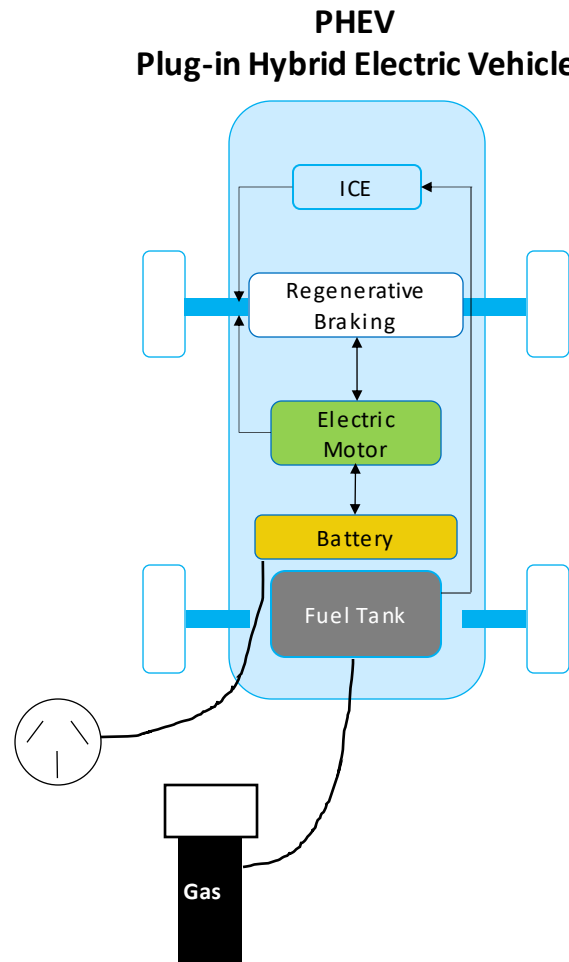 PHEV
Plug-in Hybrid Electric Vehicle
ICE
Regenerative
Braking
Electric
Motor
Battery
Fuel Tank
Gas